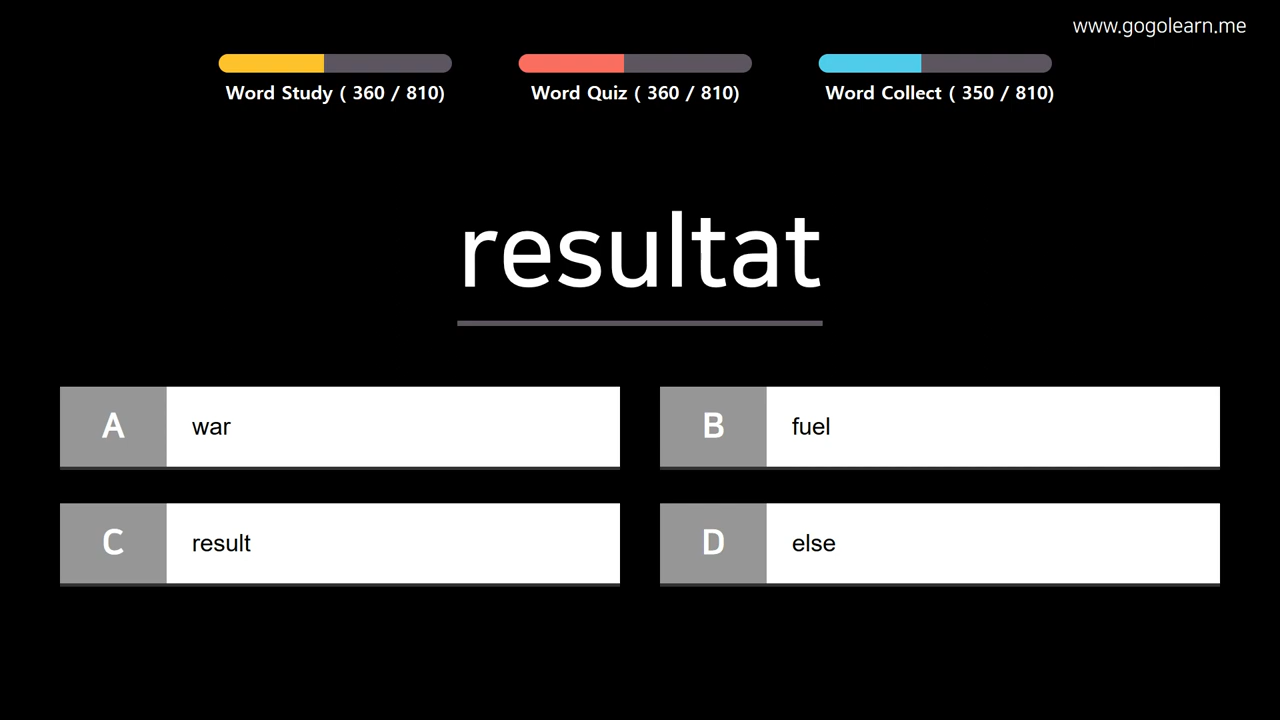 www.gogolearn.me
Word Study ( 360 / 810)
Word Quiz ( 360 / 810)
Word Collect ( 350 / 810)
resultat
A war
B fuel
C result
D else